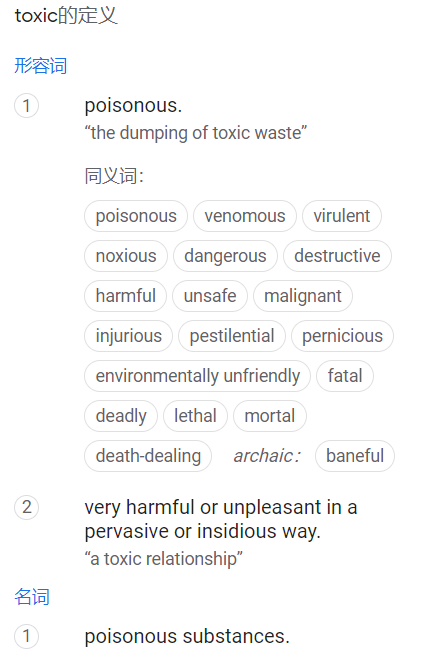 toxic的定义
形容词
1 poisonous.
“the dumping of toxic waste”
同义词：
poisonous venomous virulent
noxious dangerous destructive
harmful unsafe malignant
injurious pestilential pernicious
environmentally unfriendly fatal
deadly lethal mortal
death-dealing archaic： baneful
2 very harmful or unpleasant in a
pervasive or insidious way.
“a toxic relationship”
名词
1 poisonous substances.